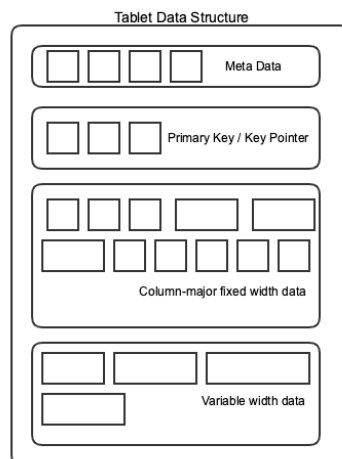 Tablet Data Structure
Meta Data
Primary Key / Key Pointer
Column-major fixed width data
Variable width data